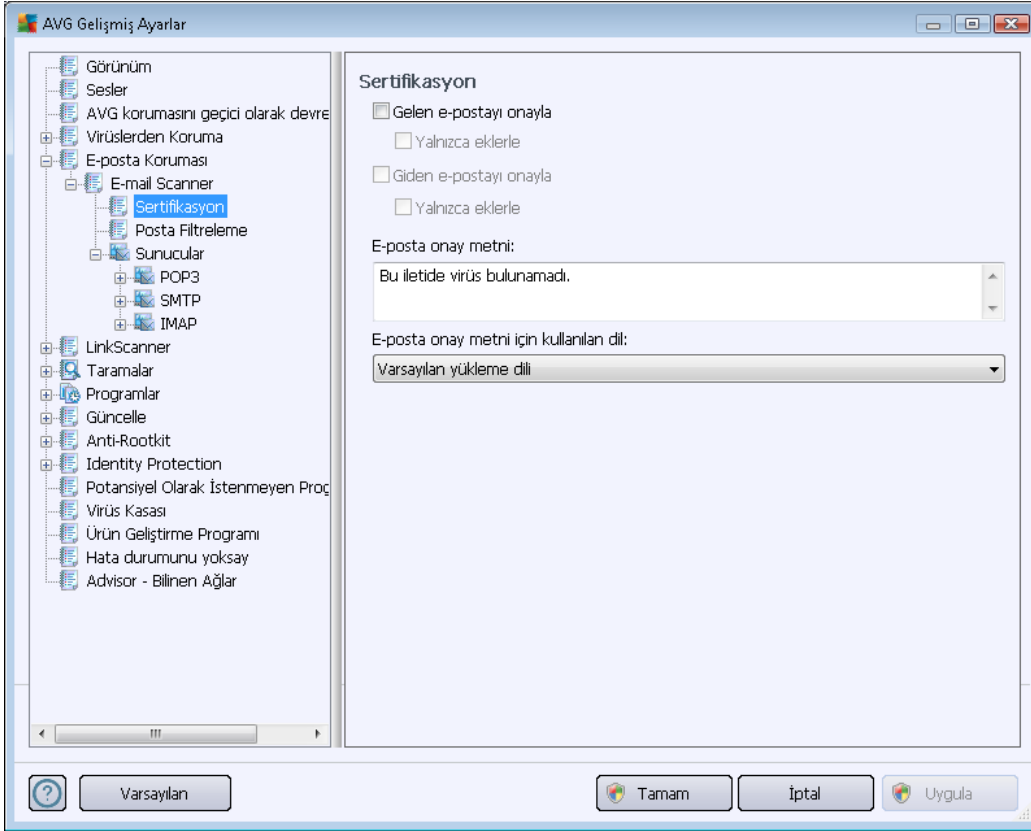 AVG Gelişmiş Ayarlar
Görünüm
Sesler
AVG korumasını geçici olarak devre
Virüslerden Koruma
E-posta Koruması
E-mail Scanner
Sertifikasyon
Posta Filtreleme
Sunucular
POP3
SMTP
IMAP
LinkScanner
Taramalar
Programlar
Güncelle
Anti-Rootkit
Identity Protection
Potansiyel Olarak İstenmeyen Prog
Virüs Kasası
Ürün Geliştirme Programı
Hata durumunu yoksay
Advisor - Bilinen Ağlar
Sertifikasyon
Gelen e-postayı onayla
Yalnızca eklerle
Giden e-postayı onayla
Yalnızca eklerle
E-posta onay metni:
Bu iletide virüs bulunamadı.
E-posta onay metni için kullanılan dil:
Varsayılan yükleme dili
Varsayılan
Tamam
İptal
Uygula